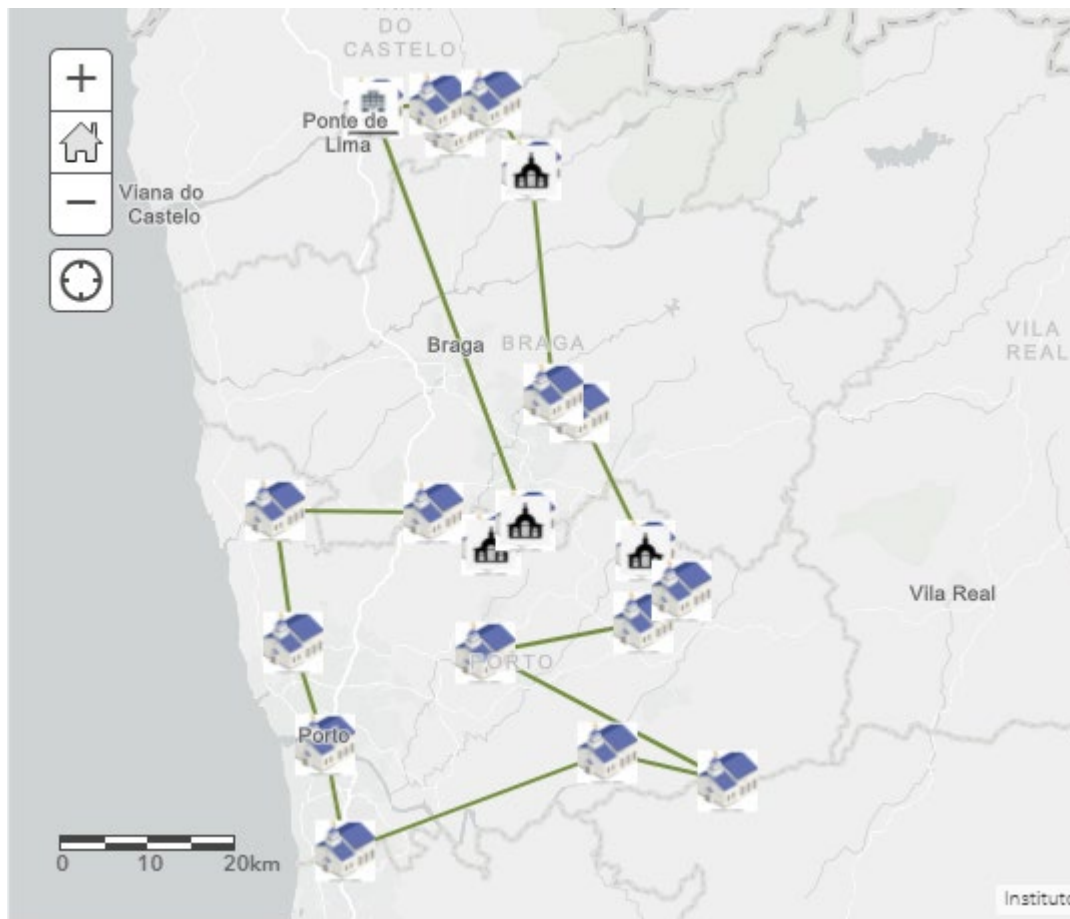 DO
CASTELO
Ponte de
Lima
Viana do
Castelo
Braga
BRAGA
VILA
REAL
Vila Real
PORTO
Porto
0 10 20km